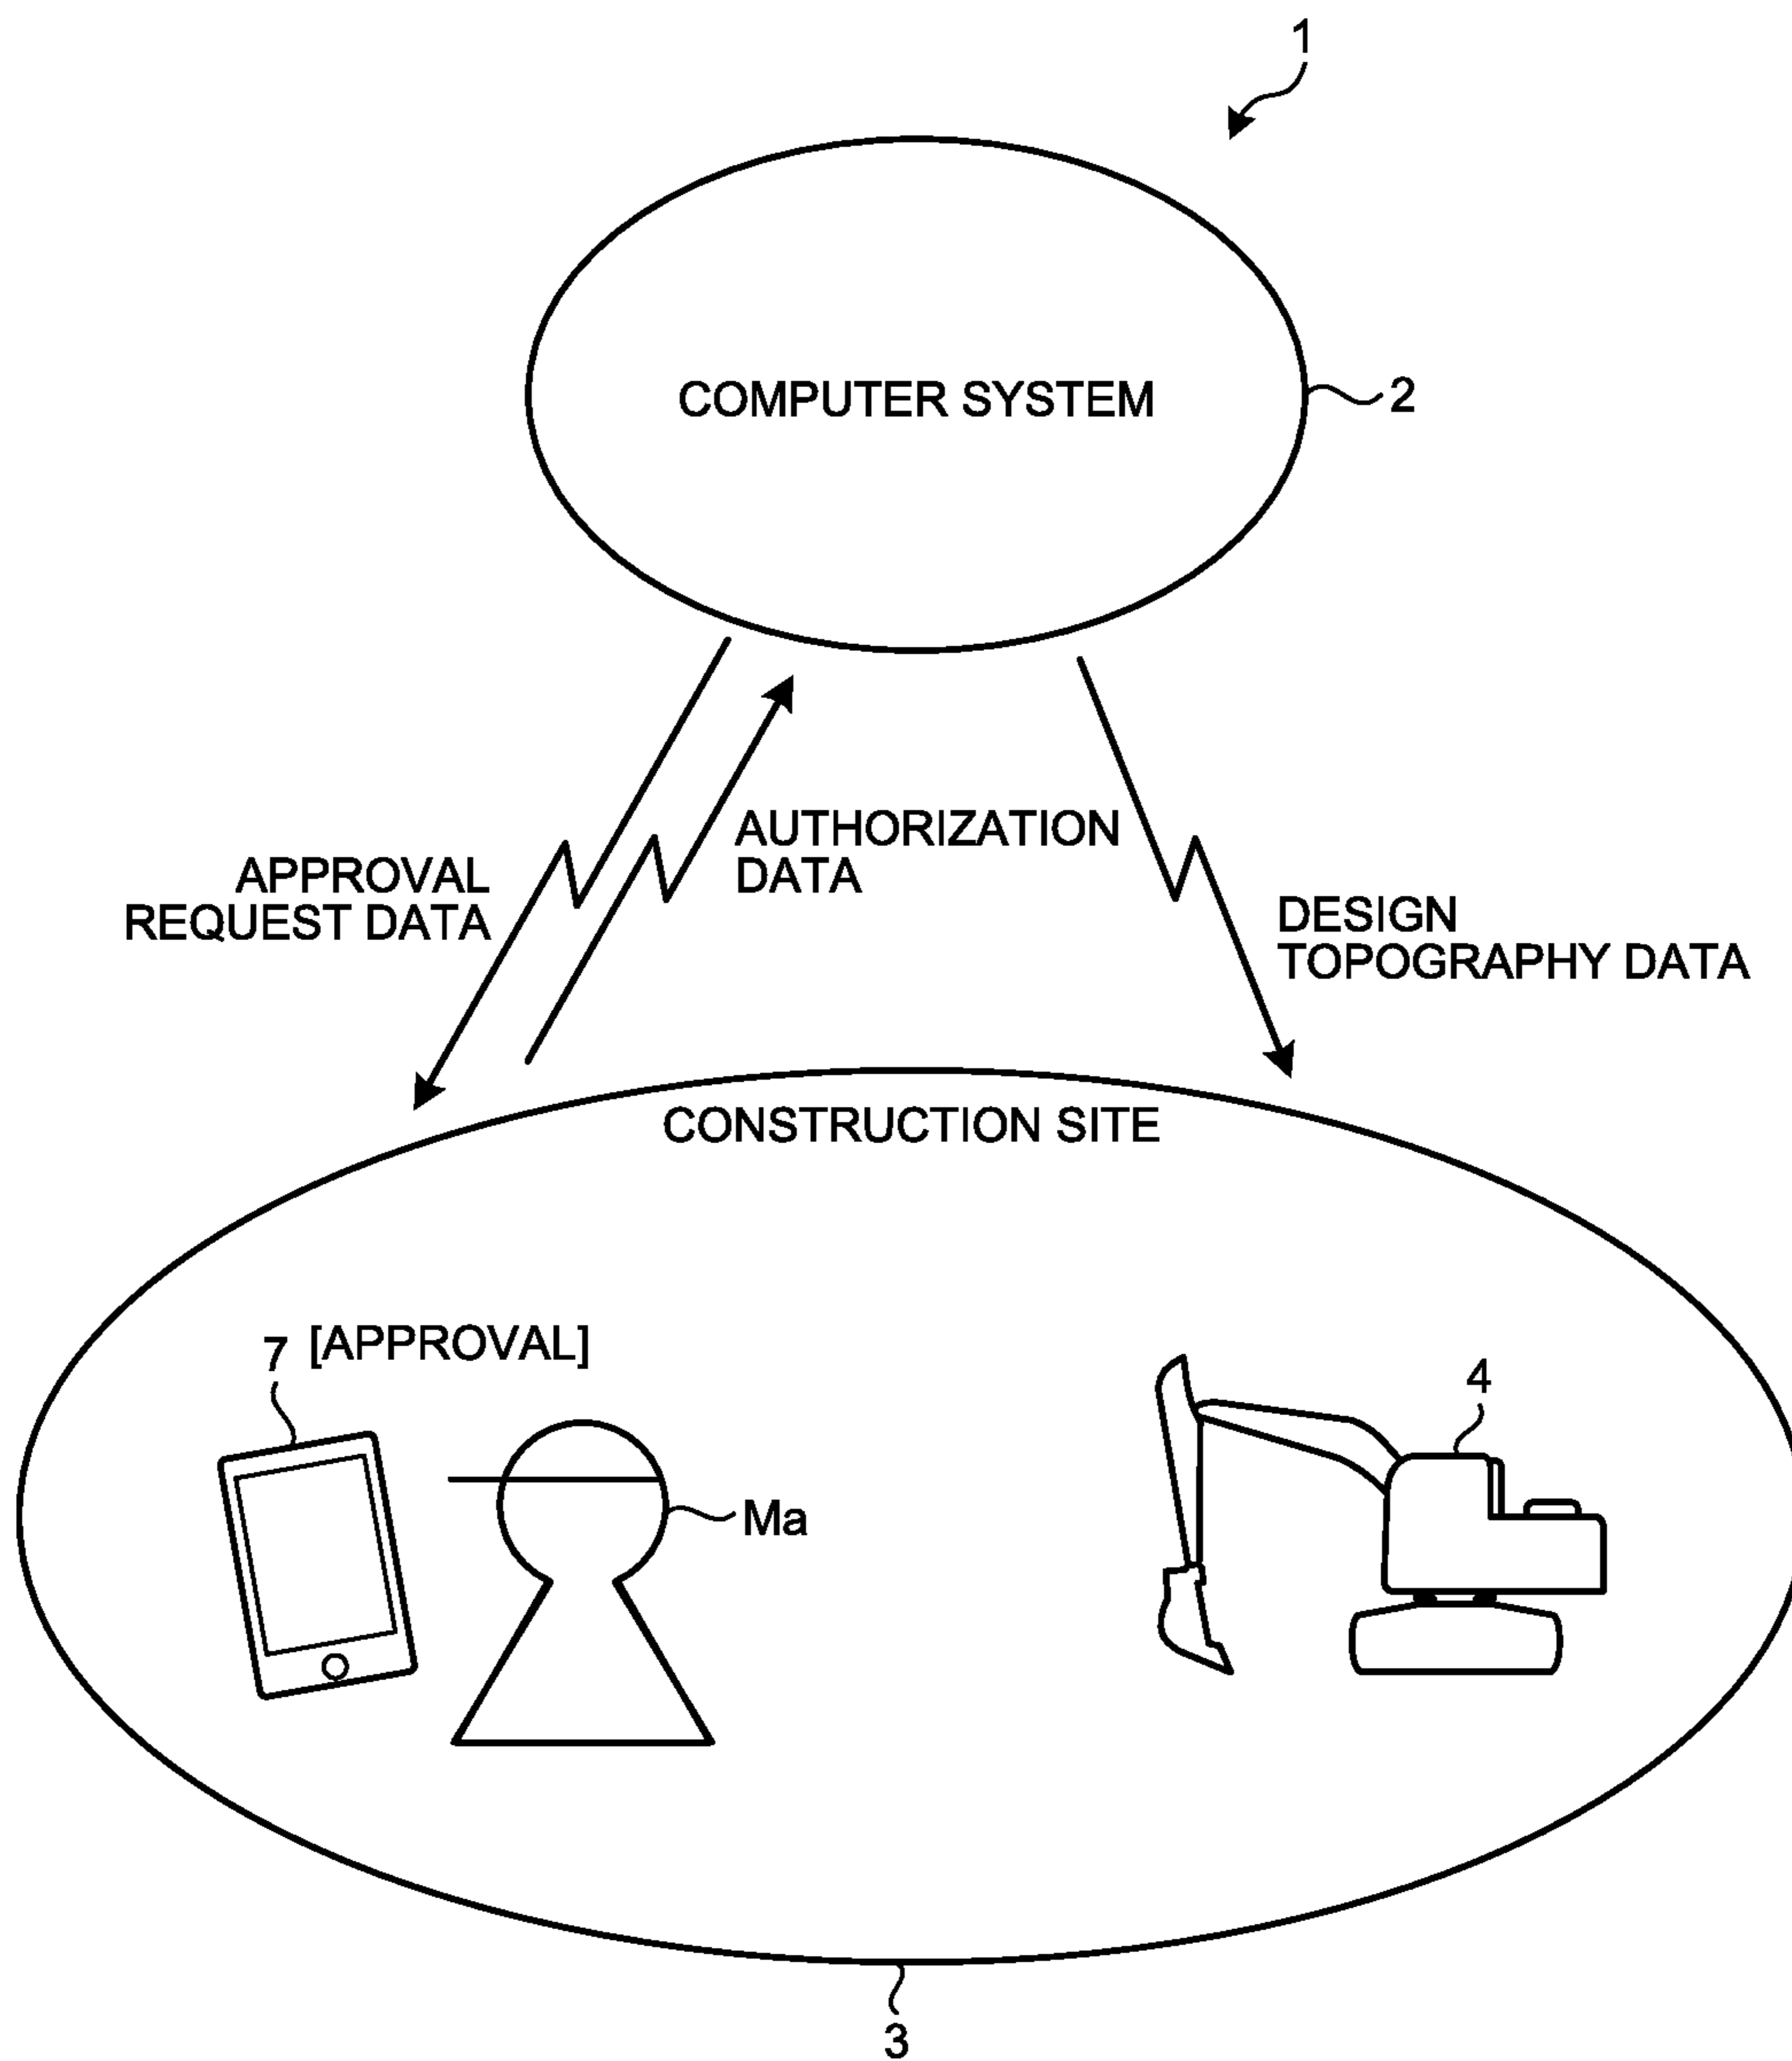 1
COMPUTER SYSTEM
2
APPROVAL
REQUEST DATA
AUTHORIZATION
DATA
DESIGN
TOPOGRAPHY DATA
CONSTRUCTION SITE
7 [APPROVAL]
4
Ma
3